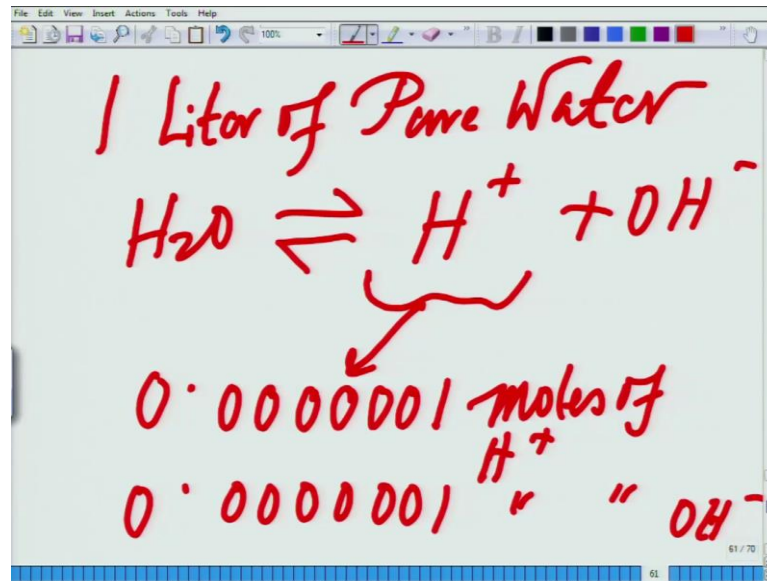 File Edit View Insert Actions Tools Help
100%
B I
1 Litor of Pure Water
H2O ⇌ H+ + OH-
0.0000001 moles of
H+
0.0000001 " " OH-
61 / 70
61